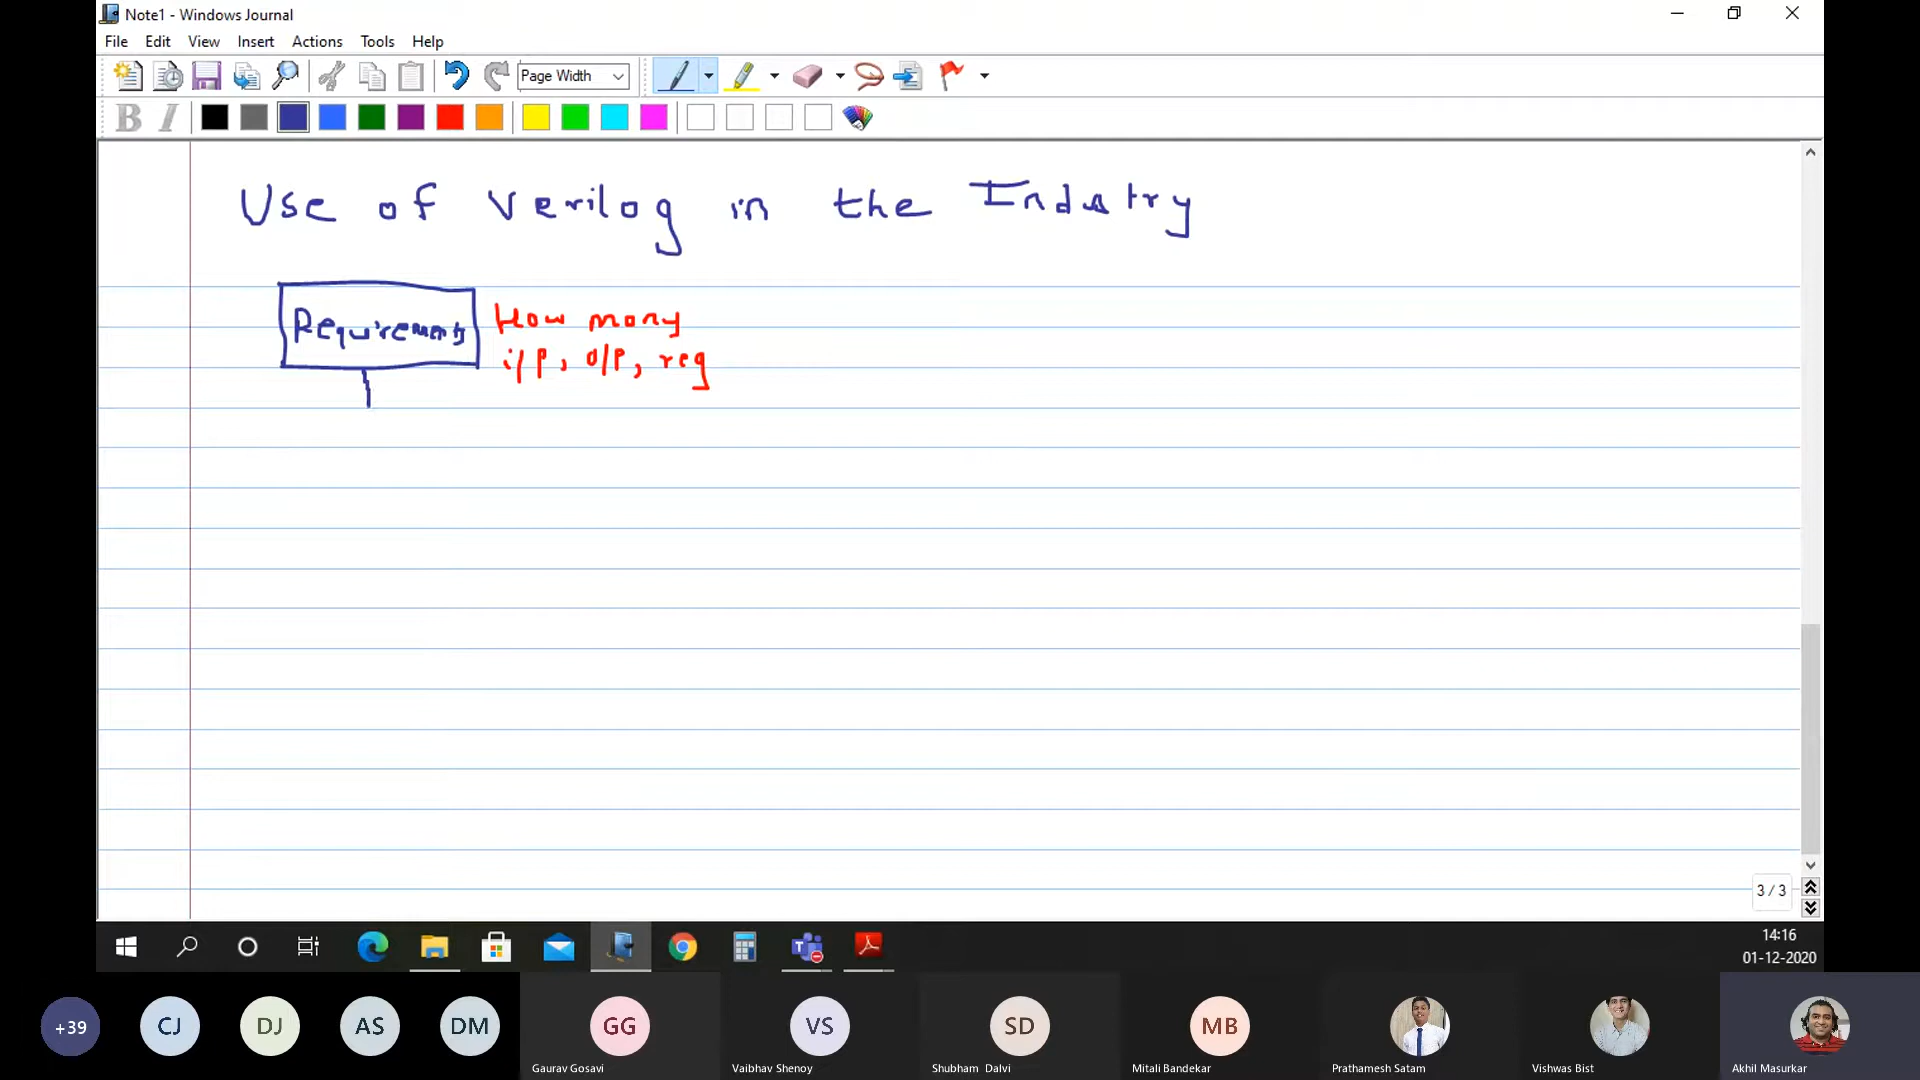 Note1 - Windows Journal
File Edit View Insert Actions Tools Help
Page Width
B I
Use of Verilog in the Indstry
Requirements
How many
i/p, o/p, reg
3 / 3
14:16
01-12-2020
+39 CJ DJ AS DM GG VS SD MB
Gaurav Gosavi Vaibhav Shenoy Shubham Dalvi Mitali Bandekar Prathamesh Satam Vishwas Bist Akhil Masurkar